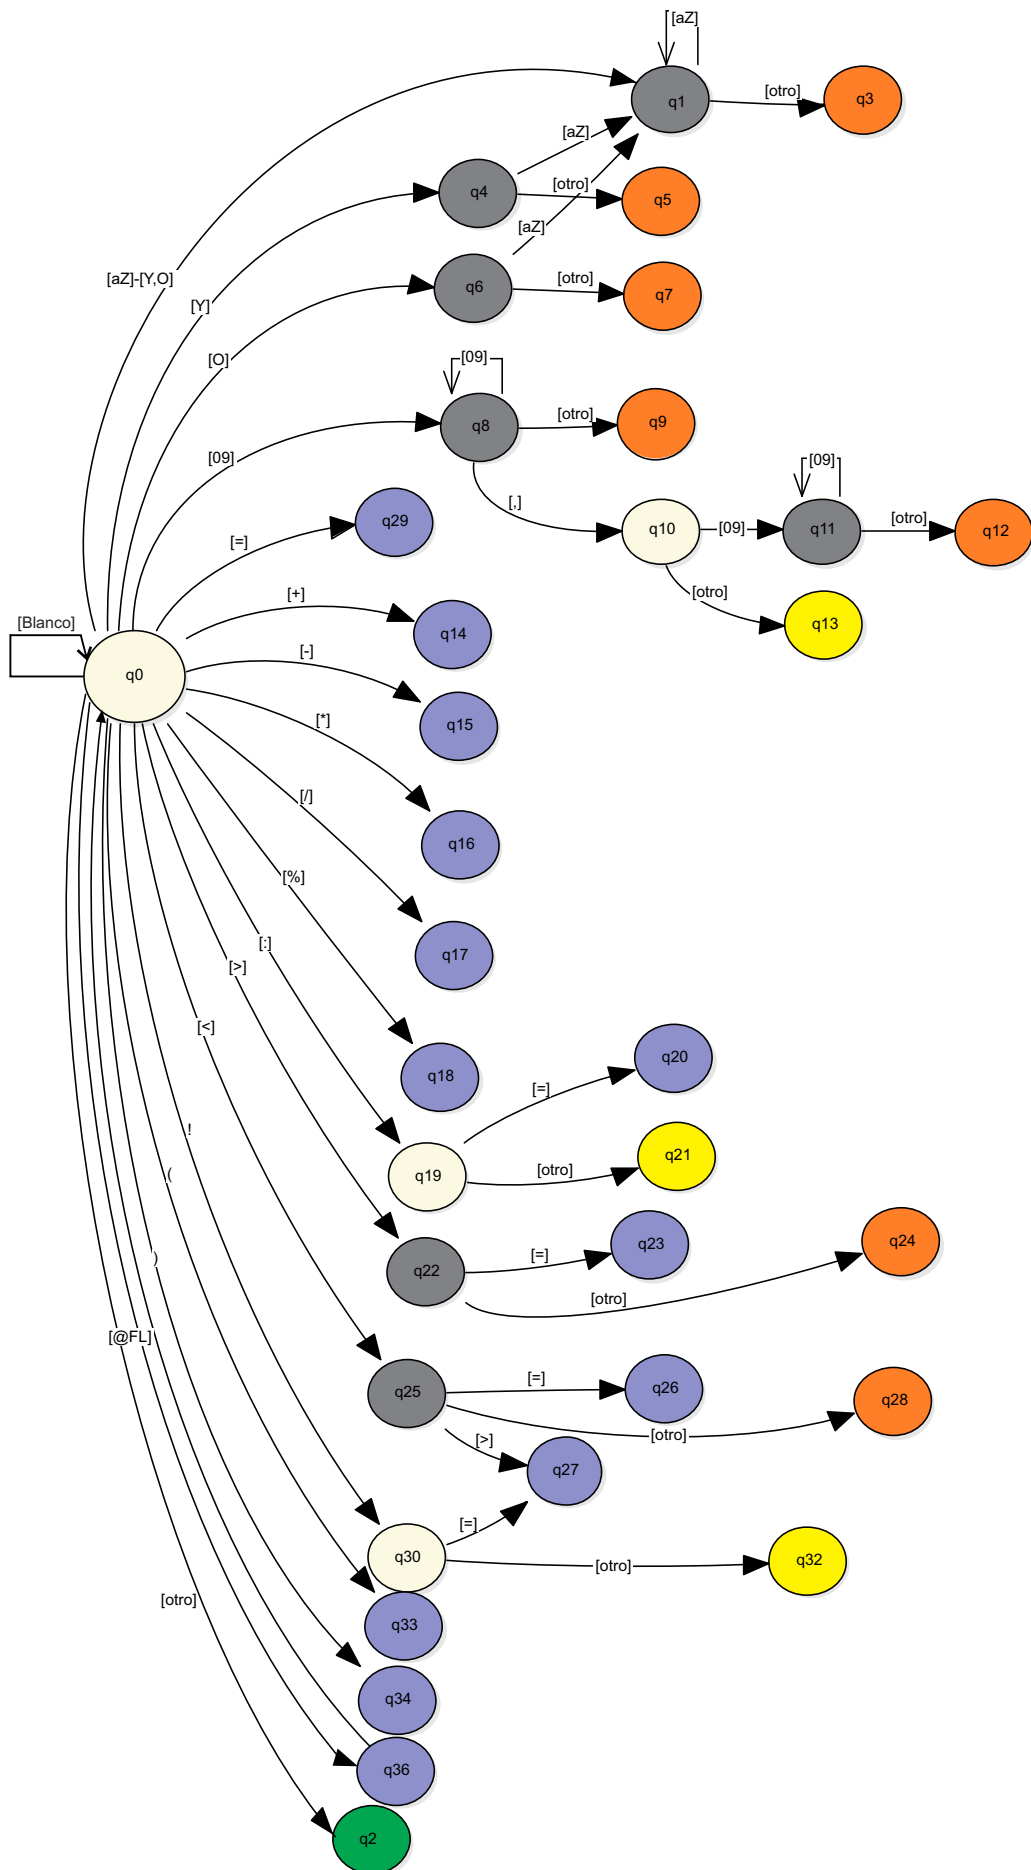 [aZ]
q1
[otro]
q3
[aZ]
q4
[otro]
q5
[aZ]
[aZ]-[Y,O]
q6
[otro]
q7
[Y]
[O]
[09]
q8
[otro]
q9
[09]
[09]
[,]
q10
[09]
q11
[otro]
q12
q29
[=]
[otro]
q13
[+]
q14
[Blanco]
[-]
q0
[*]
q15
[/]
q16
[%]
[:]
q17
[>]
[<]
q18
q20
[=]
!
q21
(
q19
[otro]
q23
q24
)
q22
[=]
[otro]
[@FL]
q25
[=]
q26
q28
[>]
[otro]
q27
[=]
q30
[otro]
q32
[otro]
q33
q34
q36
q2